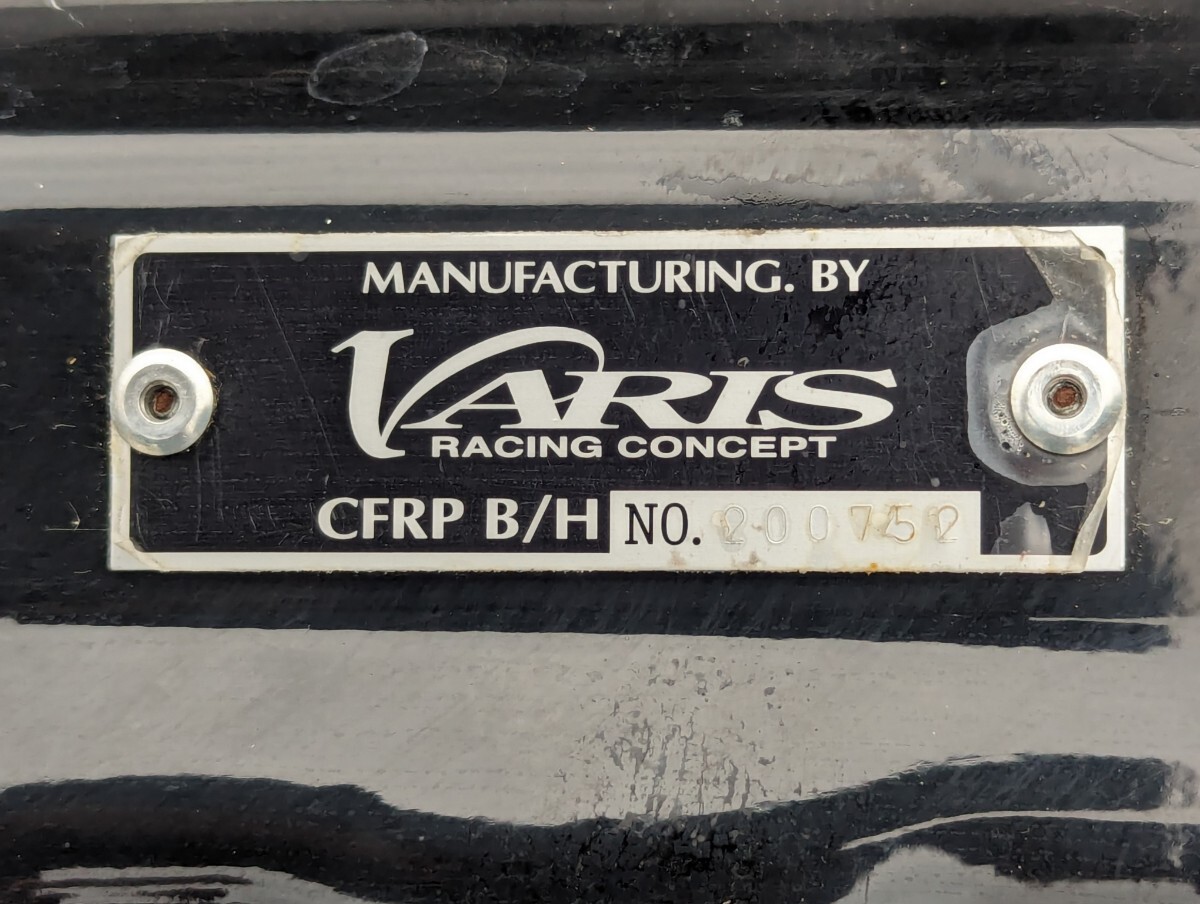 MANUFACTURING. BY
VARIS
RACING CONCEPT
CFRP B/H NO. 200752